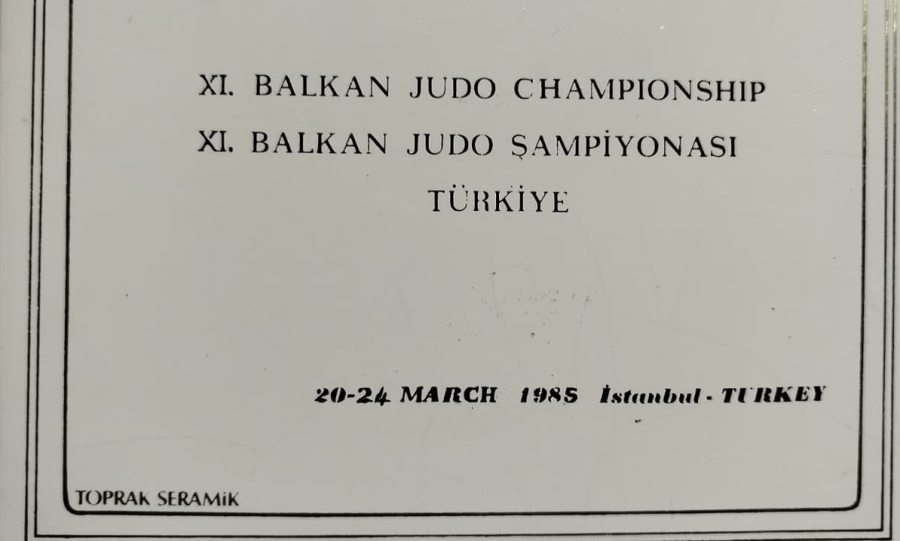 XI. BALKAN JUDO CHAMPIONSHIP
XI. BALKAN JUDO ŞAMPİYONASI
TÜRKİYE
20-24 MARCH 1985 İstanbul - TURKEY
TOPRAK SERAMİK